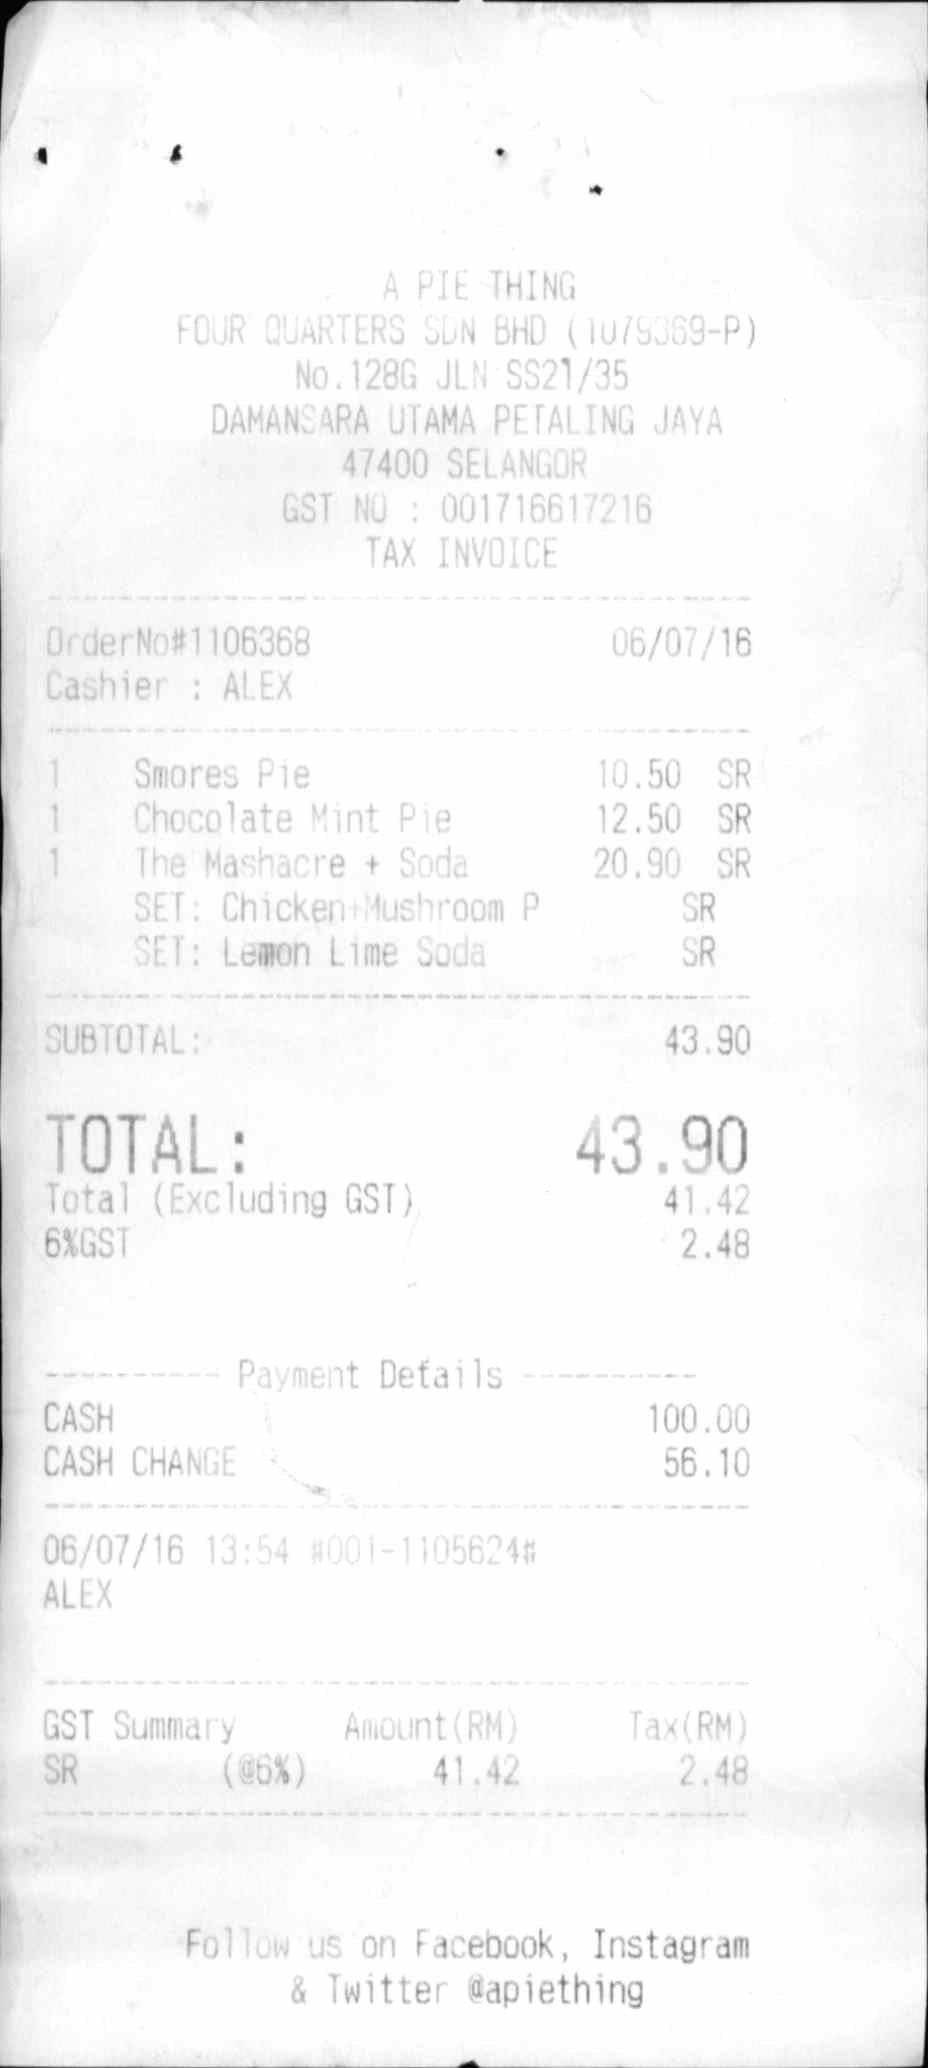 A PIE THING
FOUR QUARTERS SDN BHD (1079369-P)
No.128G JLN SS21/35
DAMANSARA UTAMA PETALING JAYA
47400 SELANGOR
GST NO : 001716617216
TAX INVOICE
OrderNo#1106368 06/07/16
Cashier : ALEX
1 Smores Pie 10.50 SR
1 Chocolate Mint Pie 12.50 SR
1 The Mashacre + Soda 20.90 SR
SET: Chicken+Mushroom P SR
SET: Lemon Lime Soda SR
SUBTOTAL: 43.90
TOTAL: 43.90
Total (Excluding GST) 41.42
6%GST 2.48
---------- Payment Details ----------
CASH 100.00
CASH CHANGE 56.10
06/07/16 13:54 #001-1105624#
ALEX
GST Summary Amount(RM) Tax(RM)
SR (@6%) 41.42 2.48
Follow us on Facebook, Instagram
& Twitter @apiething